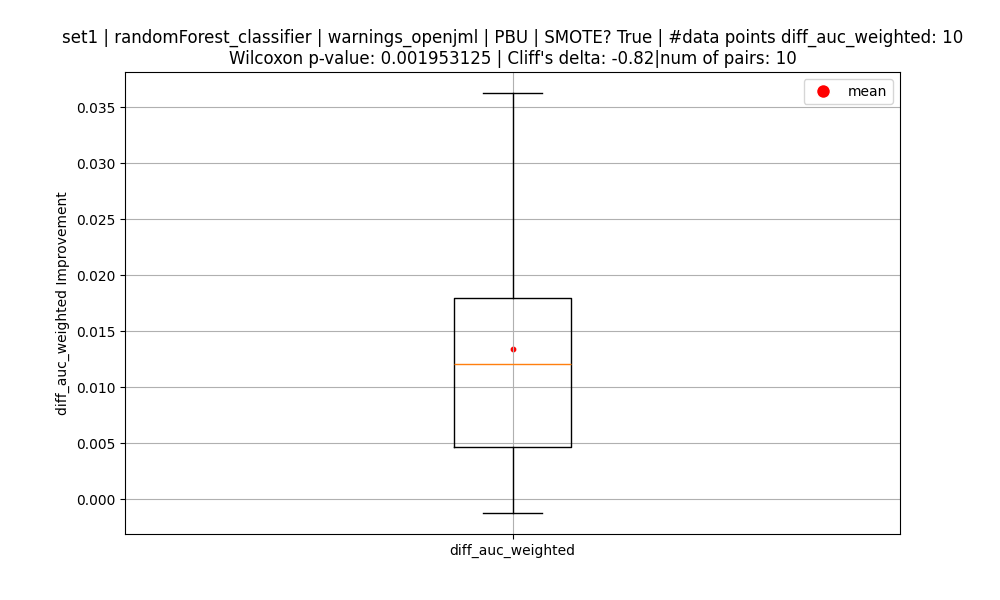 set1 | randomForest_classifier | warnings_openjml | PBU | SMOTE? True | #data points diff_auc_weighted: 10
Wilcoxon p-value: 0.001953125 | Cliff's delta: -0.82|num of pairs: 10
mean
0.035
0.030
0.025
0.020
0.015
0.010
0.005
0.000
diff_auc_weighted Improvement
diff_auc_weighted